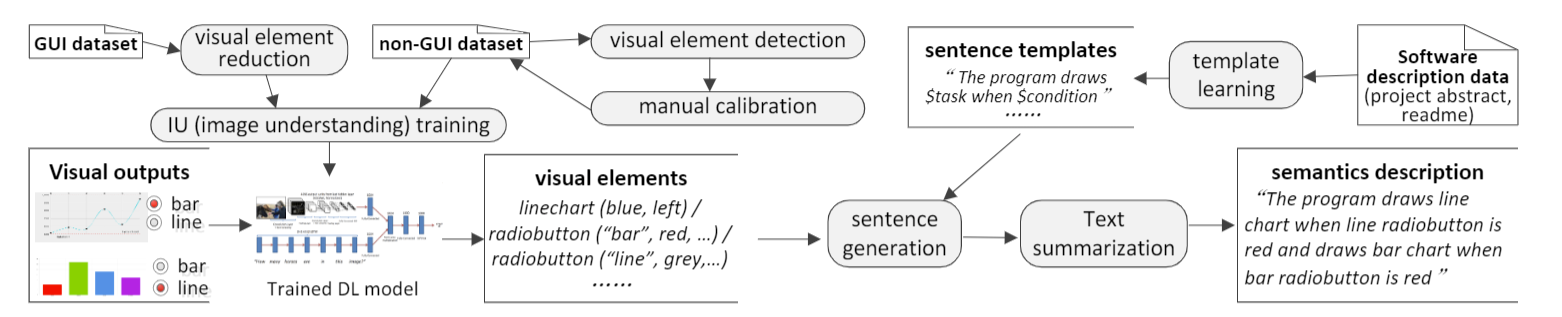 GUI dataset
visual element
reduction
non-GUI dataset
visual element detection
manual calibration
IU (image understanding) training
sentence templates
“ The program draws
$task when $condition ”
……
template
learning
Software
description data
(project abstract,
readme)
Visual outputs
bar
line
bar
line
Trained DL model
visual elements
linechart (blue, left) /
radiobutton (“bar”, red, …) /
radiobutton (“line”, grey,…)
……
sentence
generation
Text
summarization
semantics description
“The program draws line
chart when line radiobutton is
red and draws bar chart when
bar radiobutton is red ”